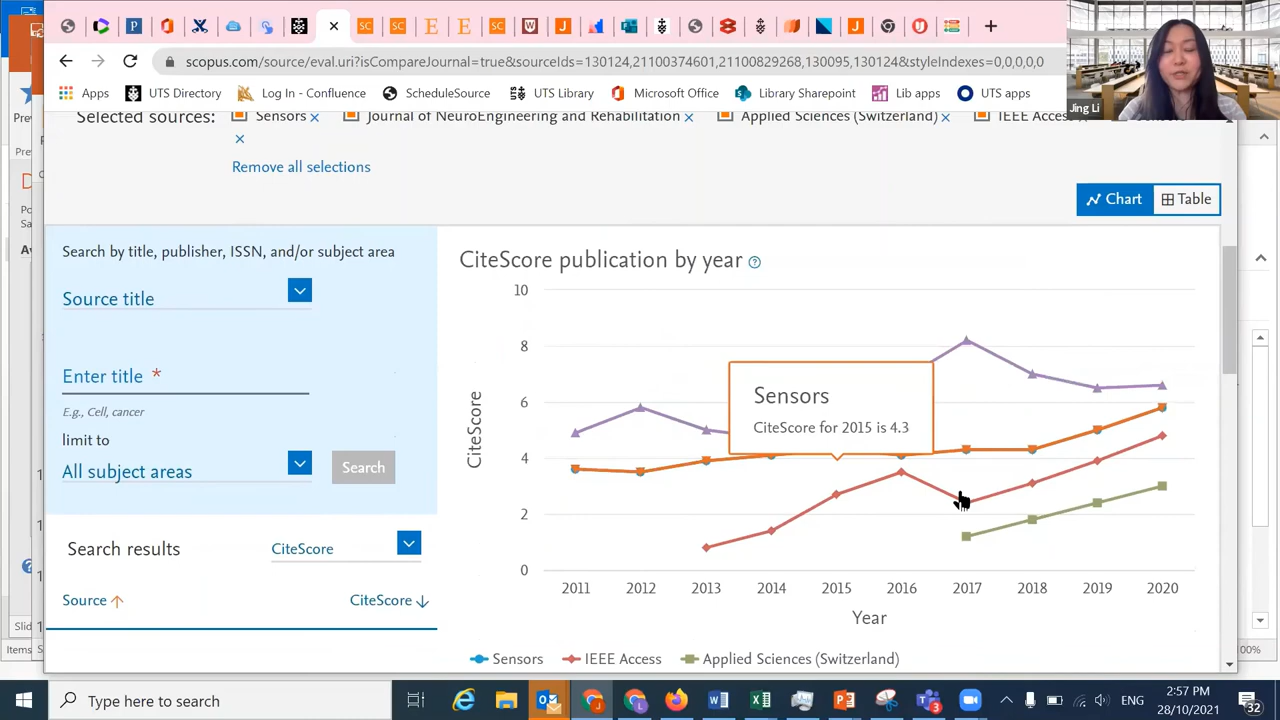 scopus.com/source/eval.uri?isCompareJournal=true&sourceIds=130124,21100374601,21100829268,130095,130124&styleIndexes=0,0,0,0,0
Apps
UTS Directory
Log In - Confluence
ScheduleSource
UTS Library
Microsoft Office
Library Sharepoint
Lib apps
UTS apps
Jing Li
Selected sources:
Sensors
Journal of NeuroEngineering and Rehabilitation
Applied Sciences (Switzerland)
IEEE Access
Remove all selections
Chart
Table
Search by title, publisher, ISSN, and/or subject area
Source title
Enter title *
E.g., Cell, cancer
limit to
All subject areas
Search
Search results
CiteScore
Source
CiteScore
CiteScore publication by year
10
8
6
4
2
0
CiteScore
Sensors
CiteScore for 2015 is 4.3
2011 2012 2013 2014 2015 2016 2017 2018 2019 2020
Year
Sensors
IEEE Access
Applied Sciences (Switzerland)
Type here to search
ENG
2:57 PM
28/10/2021
32